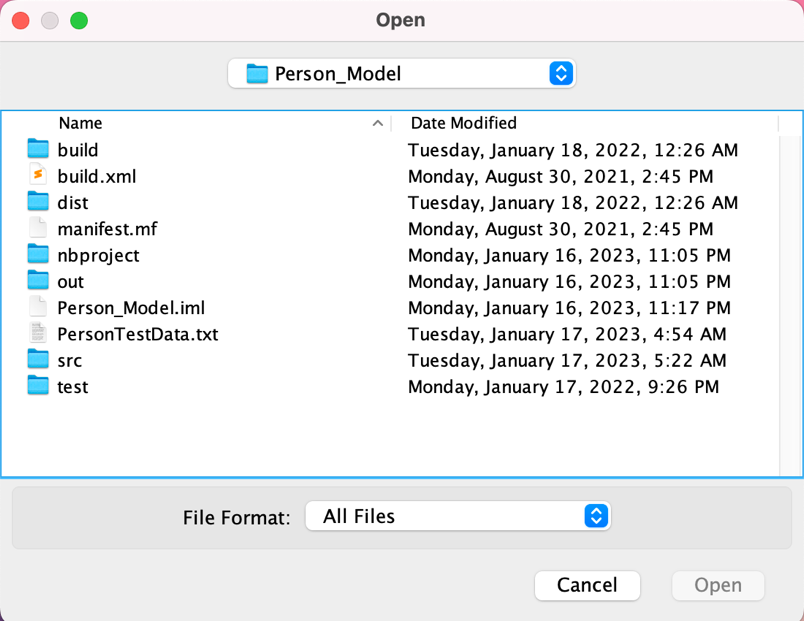 Open
Person_Model
Name Date Modified
build Tuesday, January 18, 2022, 12:26 AM
build.xml Monday, August 30, 2021, 2:45 PM
dist Tuesday, January 18, 2022, 12:26 AM
manifest.mf Monday, August 30, 2021, 2:45 PM
nbproject Monday, January 16, 2023, 11:05 PM
out Monday, January 16, 2023, 11:05 PM
Person_Model.iml Monday, January 16, 2023, 11:17 PM
PersonTestData.txt Tuesday, January 17, 2023, 4:54 AM
src Tuesday, January 17, 2023, 5:22 AM
test Monday, January 17, 2022, 9:26 PM
File Format: All Files
Cancel Open